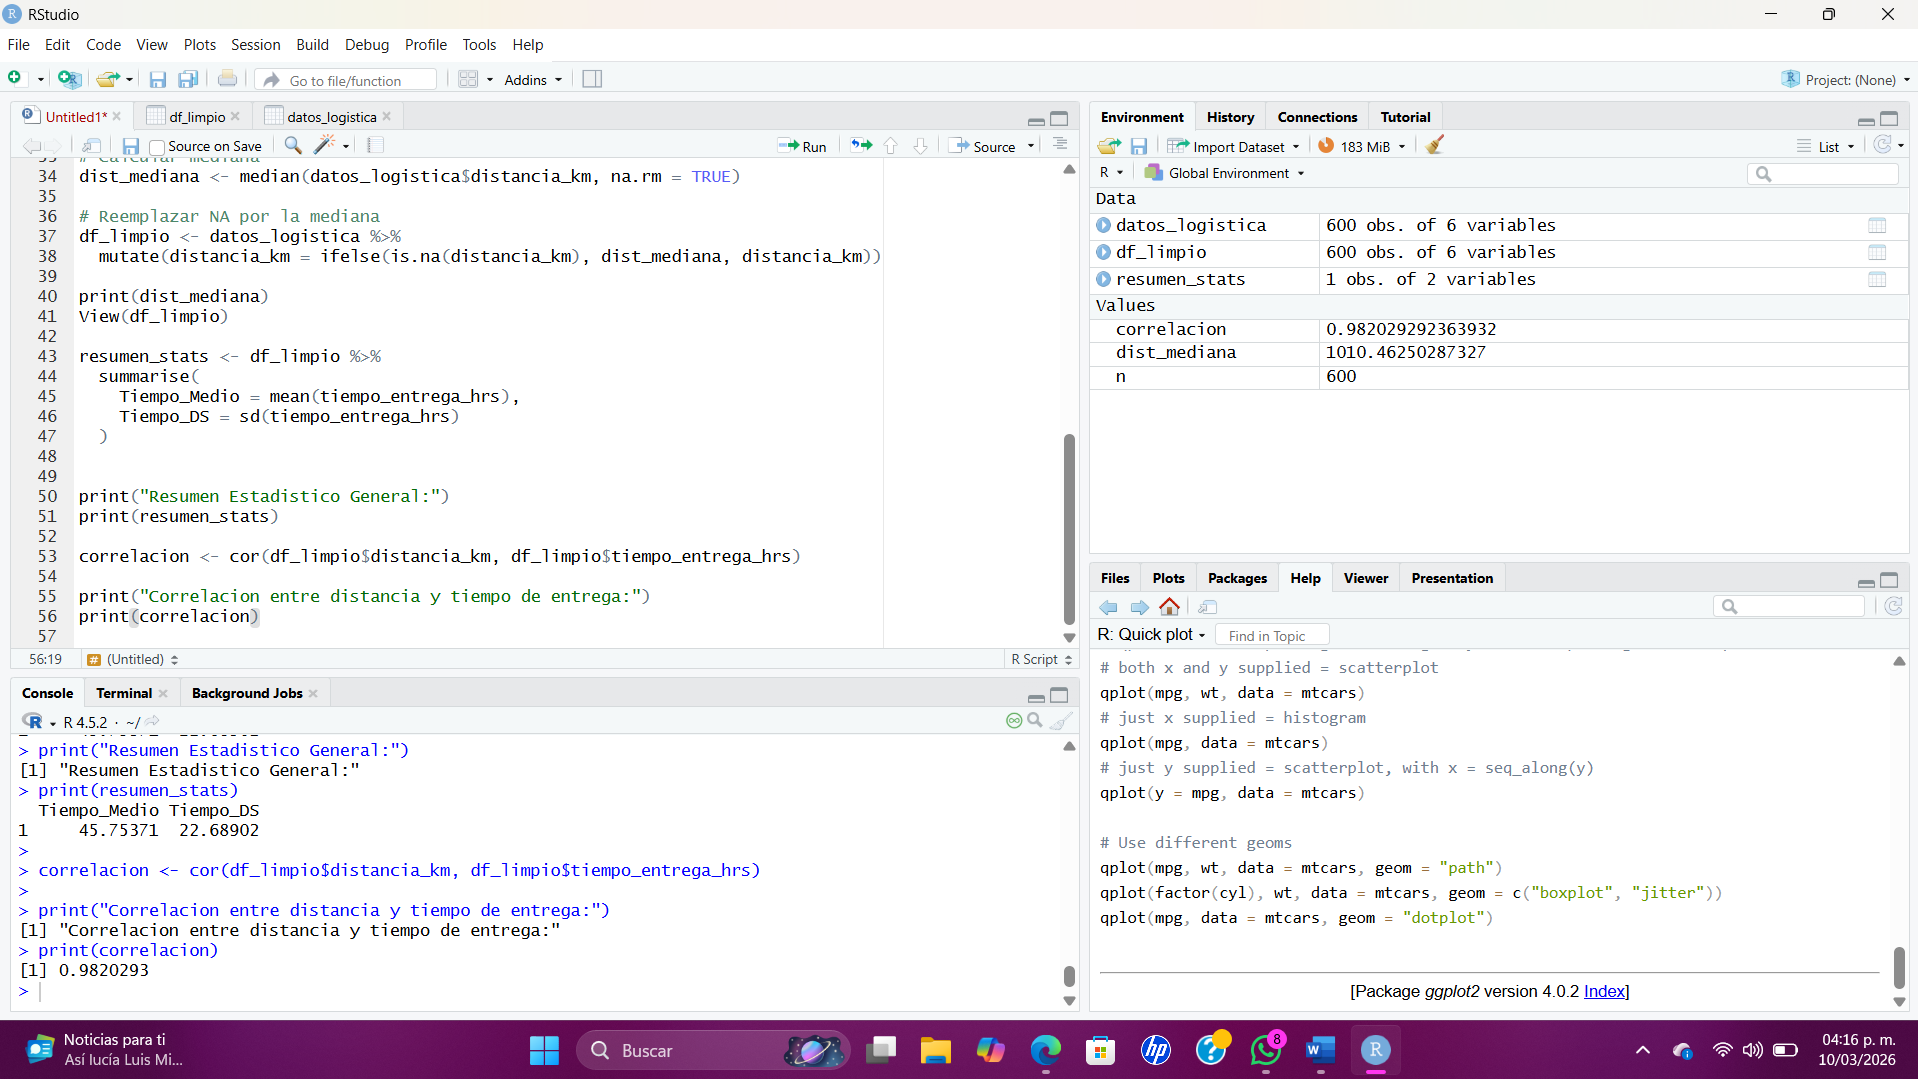 RStudio
File Edit Code View Plots Session Build Debug Profile Tools Help
Go to file/function Addins Project: (None)
Untitled1* df_limpio datos_logistica
Source on Save Run Source
33 # Calcular mediana
34 dist_mediana <- median(datos_logistica$distancia_km, na.rm = TRUE)
35
36 # Reemplazar NA por la mediana
37 df_limpio <- datos_logistica %>%
38 mutate(distancia_km = ifelse(is.na(distancia_km), dist_mediana, distancia_km))
39
40 print(dist_mediana)
41 View(df_limpio)
42
43 resumen_stats <- df_limpio %>%
44 summarise(
45 Tiempo_Medio = mean(tiempo_entrega_hrs),
46 Tiempo_DS = sd(tiempo_entrega_hrs)
47 )
48
49
50 print("Resumen Estadistico General:")
51 print(resumen_stats)
52
53 correlacion <- cor(df_limpio$distancia_km, df_limpio$tiempo_entrega_hrs)
54
55 print("Correlacion entre distancia y tiempo de entrega:")
56 print(correlacion)
57
56:19 # (Untitled) R Script
Console Terminal Background Jobs
R R 4.5.2 · ~/
> print("Resumen Estadistico General:")
[1] "Resumen Estadistico General:"
> print(resumen_stats)
Tiempo_Medio Tiempo_DS
1 45.75371 22.68902
>
> correlacion <- cor(df_limpio$distancia_km, df_limpio$tiempo_entrega_hrs)
>
> print("Correlacion entre distancia y tiempo de entrega:")
[1] "Correlacion entre distancia y tiempo de entrega:"
> print(correlacion)
[1] 0.9820293
>
Environment History Connections Tutorial
Import Dataset 183 MiB List
R Global Environment
Data
datos_logistica 600 obs. of 6 variables
df_limpio 600 obs. of 6 variables
resumen_stats 1 obs. of 2 variables
Values
correlacion 0.982029292363932
dist_mediana 1010.46250287327
n 600
Files Plots Packages Help Viewer Presentation
R: Quick plot Find in Topic
# both x and y supplied = scatterplot
qplot(mpg, wt, data = mtcars)
# just x supplied = histogram
qplot(mpg, data = mtcars)
# just y supplied = scatterplot, with x = seq_along(y)
qplot(y = mpg, data = mtcars)
# Use different geoms
qplot(mpg, wt, data = mtcars, geom = "path")
qplot(factor(cyl), wt, data = mtcars, geom = c("boxplot", "jitter"))
qplot(mpg, data = mtcars, geom = "dotplot")
[Package ggplot2 version 4.0.2 Index]
Noticias para ti
Así lucía Luis Mi...
Buscar
hp
8
04:16 p. m.
10/03/2026